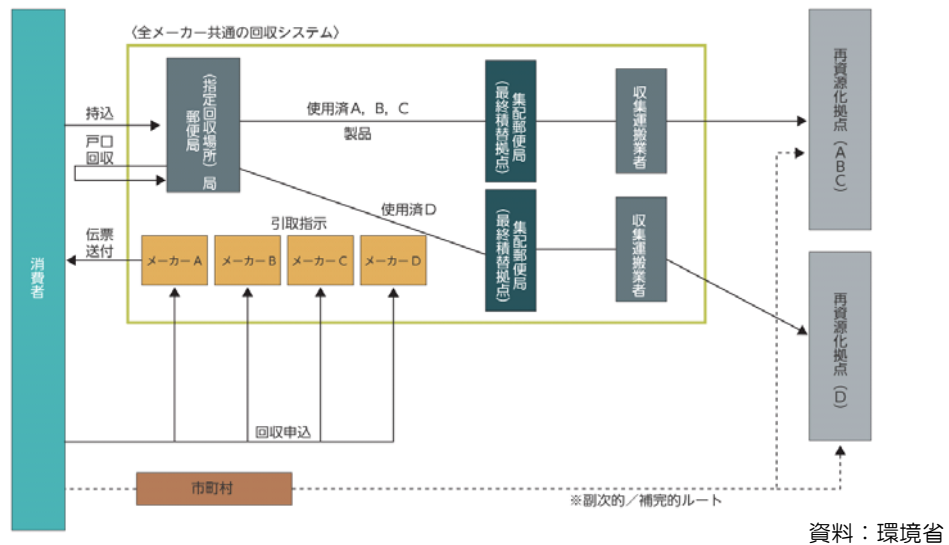 〈全メーカー共通の回収システム〉
消費者
持込
戸口
回収
伝票
送付
郵便局
（指定回収場所）局
使用済A，B，C
製品
使用済D
引取指示
メーカーA
メーカーB
メーカーC
メーカーD
集配郵便局
（最終積替拠点）
収集運搬業者
集配郵便局
（最終積替拠点）
収集運搬業者
再資源化拠点（ABC）
再資源化拠点（D）
回収申込
市町村
※副次的／補完的ルート
資料：環境省